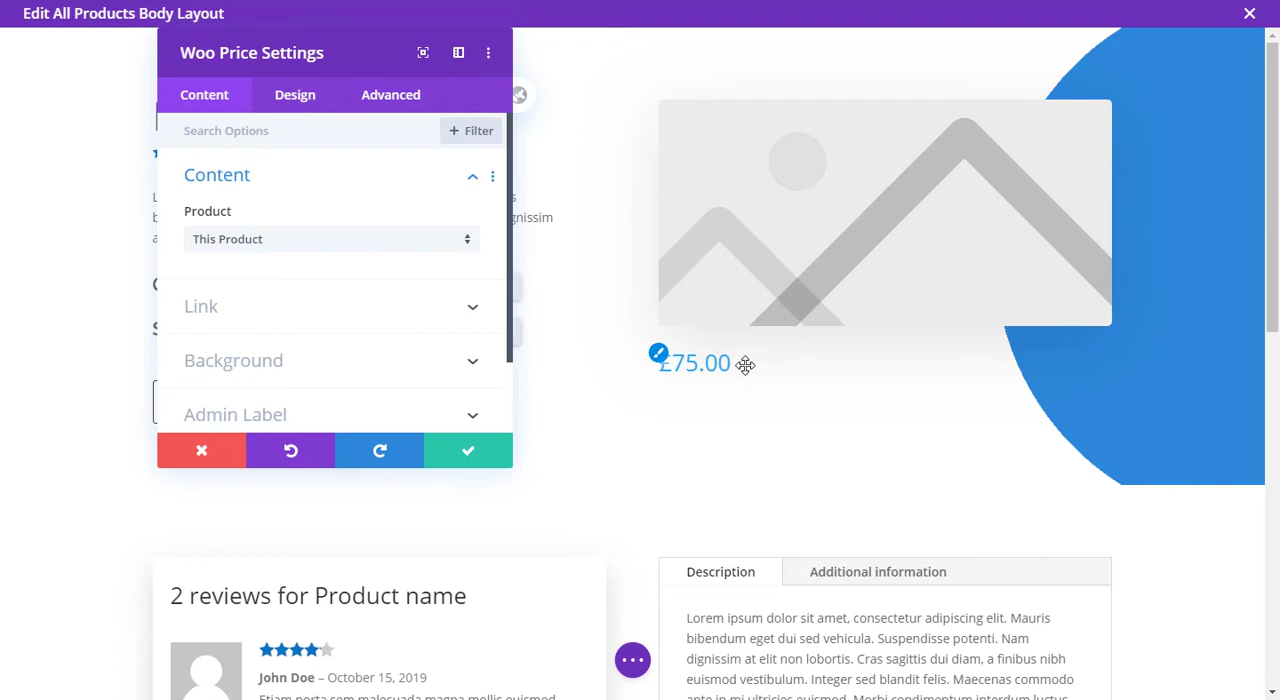 Edit All Products Body Layout
Woo Price Settings
Content
Design
Advanced
Search Options
+ Filter
Content
Product
This Product
gnissim
Link
Background
Admin Label
£75.00
2 reviews for Product name
John Doe – October 15, 2019
Description
Additional information
Lorem ipsum dolor sit amet, consectetur adipiscing elit. Mauris
bibendum eget dui sed vehicula. Suspendisse potenti. Nam
dignissim at elit non lobortis. Cras sagittis dui diam, a finibus nibh
euismod vestibulum. Integer sed blandit felis. Maecenas commodo